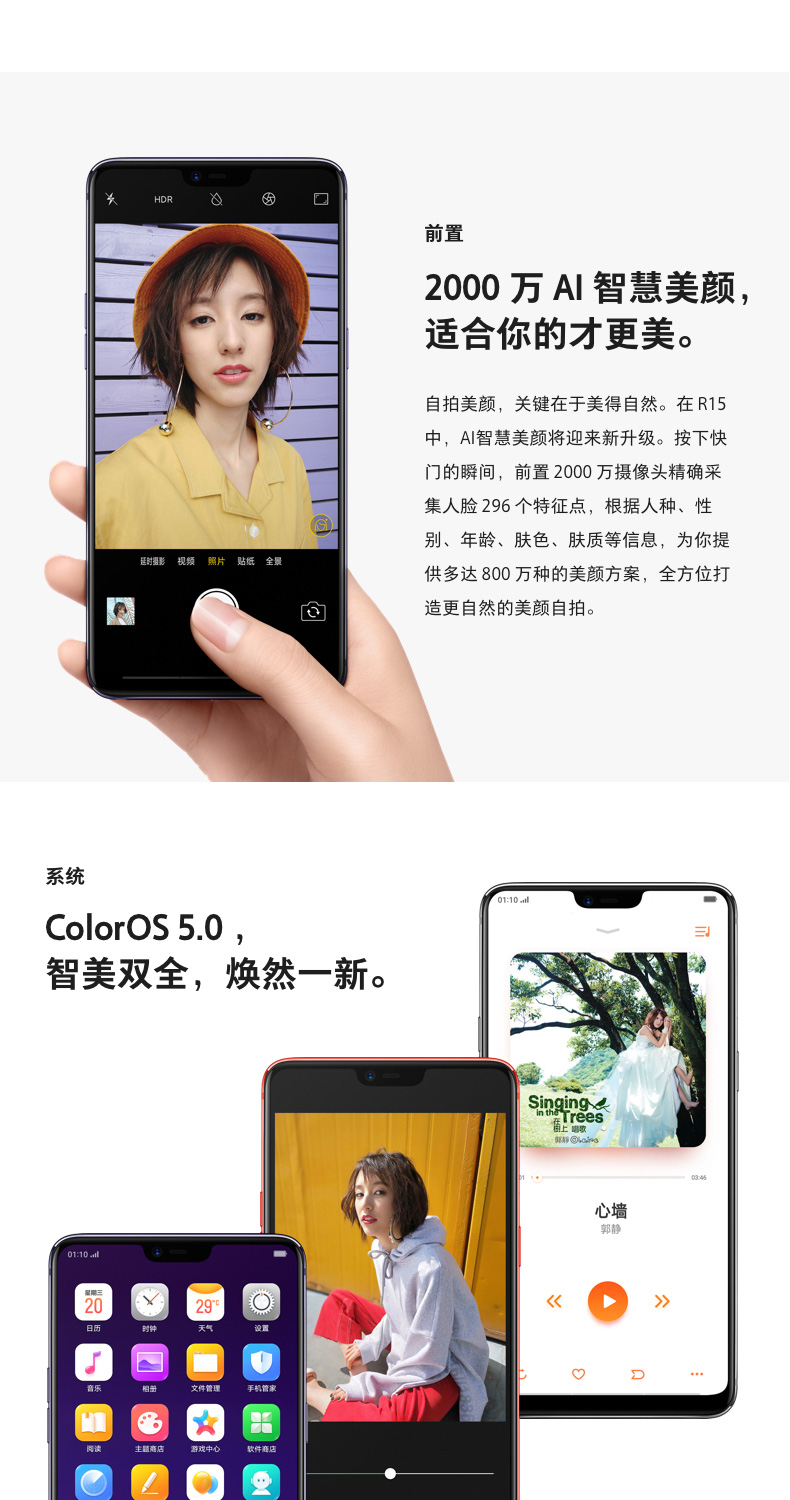 HDR
延时摄影 视频 照片 贴纸 全景
前置
2000 万 AI 智慧美颜，
适合你的才更美。
自拍美颜，关键在于美得自然。在 R15
中，AI智慧美颜将迎来新升级。按下快
门的瞬间，前置 2000 万摄像头精确采
集人脸 296 个特征点，根据人种、性
别、年龄、肤色、肤质等信息，为你提
供多达 800 万种的美颜方案，全方位打
造更自然的美颜自拍。
系统
ColorOS 5.0 ，
智美双全，焕然一新。
01:10
Singing
in the Trees
在
樹上 唱歌
郭靜
01
03:46
心墙
郭静
01:10
星期三
20
29°C
日历 时钟 天气 设置
音乐 相册 文件管理 手机管家
阅读 主题商店 游戏中心 软件商店